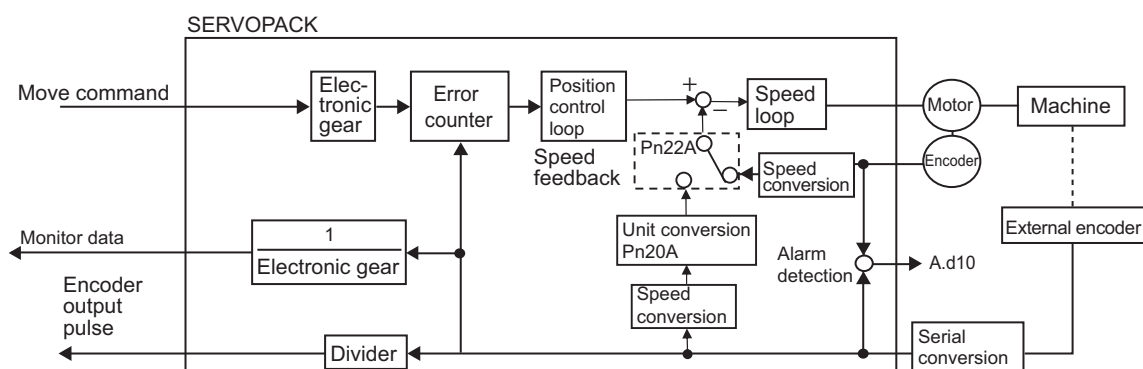 SERVOPACK
Move command
Elec-
tronic
gear
Error
counter
Position
control
loop
+
−
Speed
loop
Motor
Machine
Encoder
Pn22A
Speed
feedback
Speed
conversion
External encoder
Monitor data
1
Electronic gear
Unit conversion
Pn20A
Alarm
detection
A.d10
Encoder
output
pulse
Speed
conversion
Divider
Serial
conversion